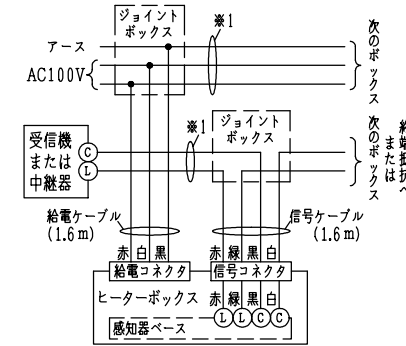 ジョイント
ボックス
※1
アース
AC100V
次のボックス
ジョイント
ボックス
※1
受信機
または
中継器
C
L
次のボックス
または
終端抵抗へ
給電ケーブル
(1.6m)
信号ケーブル
(1.6m)
赤 白 黒
赤 緑 黒 白
給電コネクタ
信号コネクタ
ヒーターボックス
赤 緑 黒 白
感知器ベース
L L C C